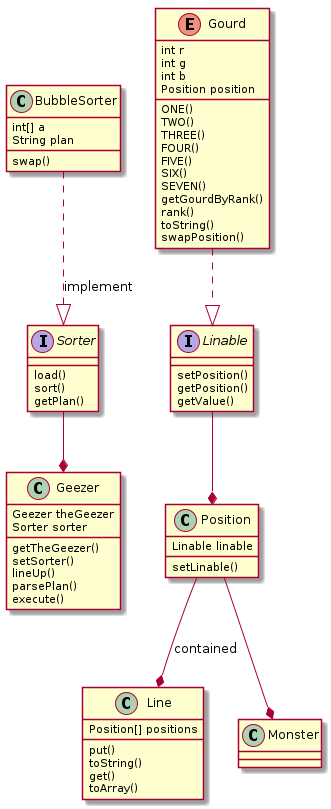 E Gourd
int r
int g
int b
Position position
ONE()
TWO()
THREE()
FOUR()
FIVE()
SIX()
SEVEN()
getGourdByRank()
rank()
toString()
swapPosition()
C BubbleSorter
int[] a
String plan
swap()
implement
I Sorter
load()
sort()
getPlan()
I Linable
setPosition()
getPosition()
getValue()
C Geezer
Geezer theGeezer
Sorter sorter
getTheGeezer()
setSorter()
lineUp()
parsePlan()
execute()
C Position
Linable linable
setLinable()
contained
C Line
Position[] positions
put()
toString()
get()
toArray()
C Monster